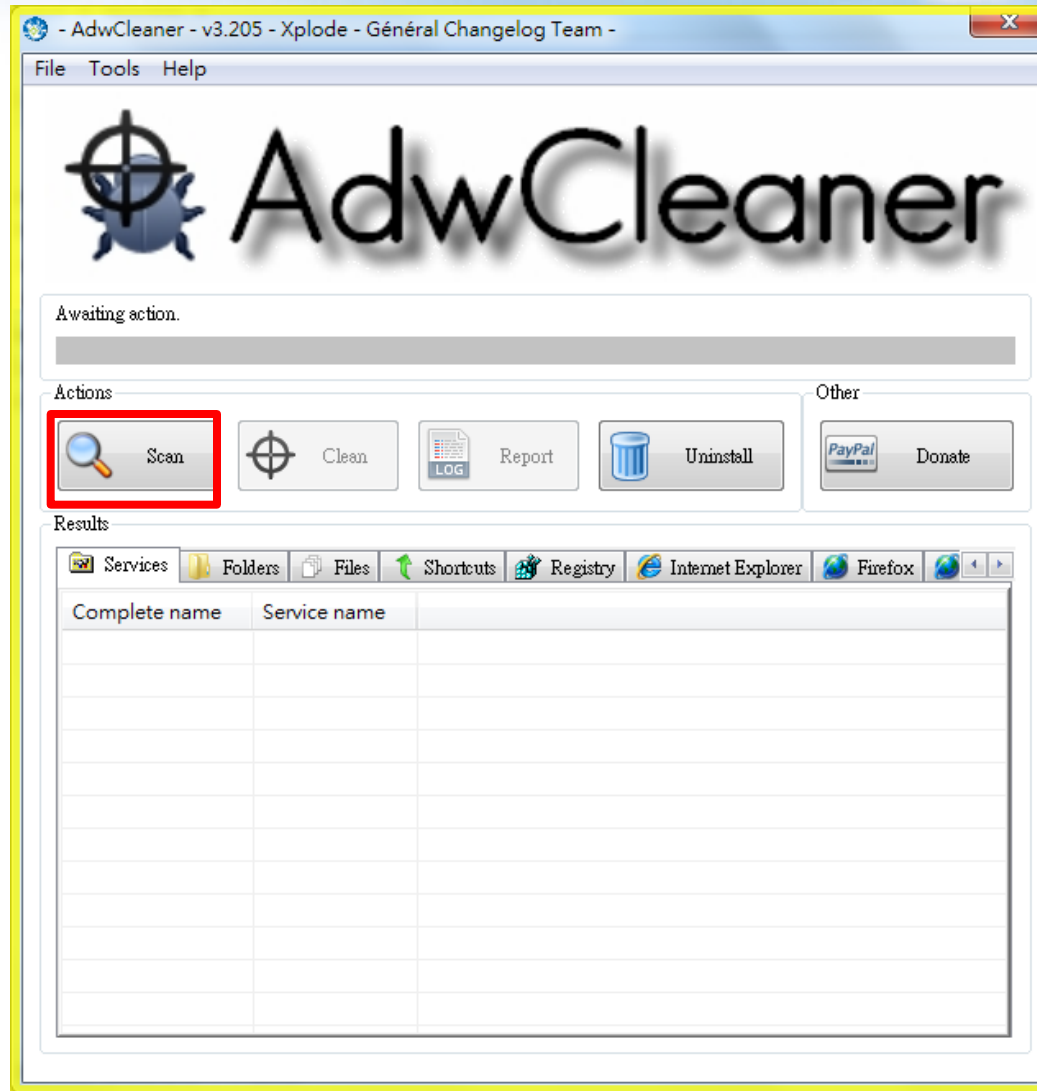 - AdwCleaner - v3.205 - Xplode - Général Changelog Team -
File Tools Help
AdwCleaner
Awaiting action.
Actions
Other
Scan
Clean
LOG
Report
Uninstall
PayPal
Donate
Results
Services Folders Files Shortcuts Registry Internet Explorer Firefox
Complete name Service name